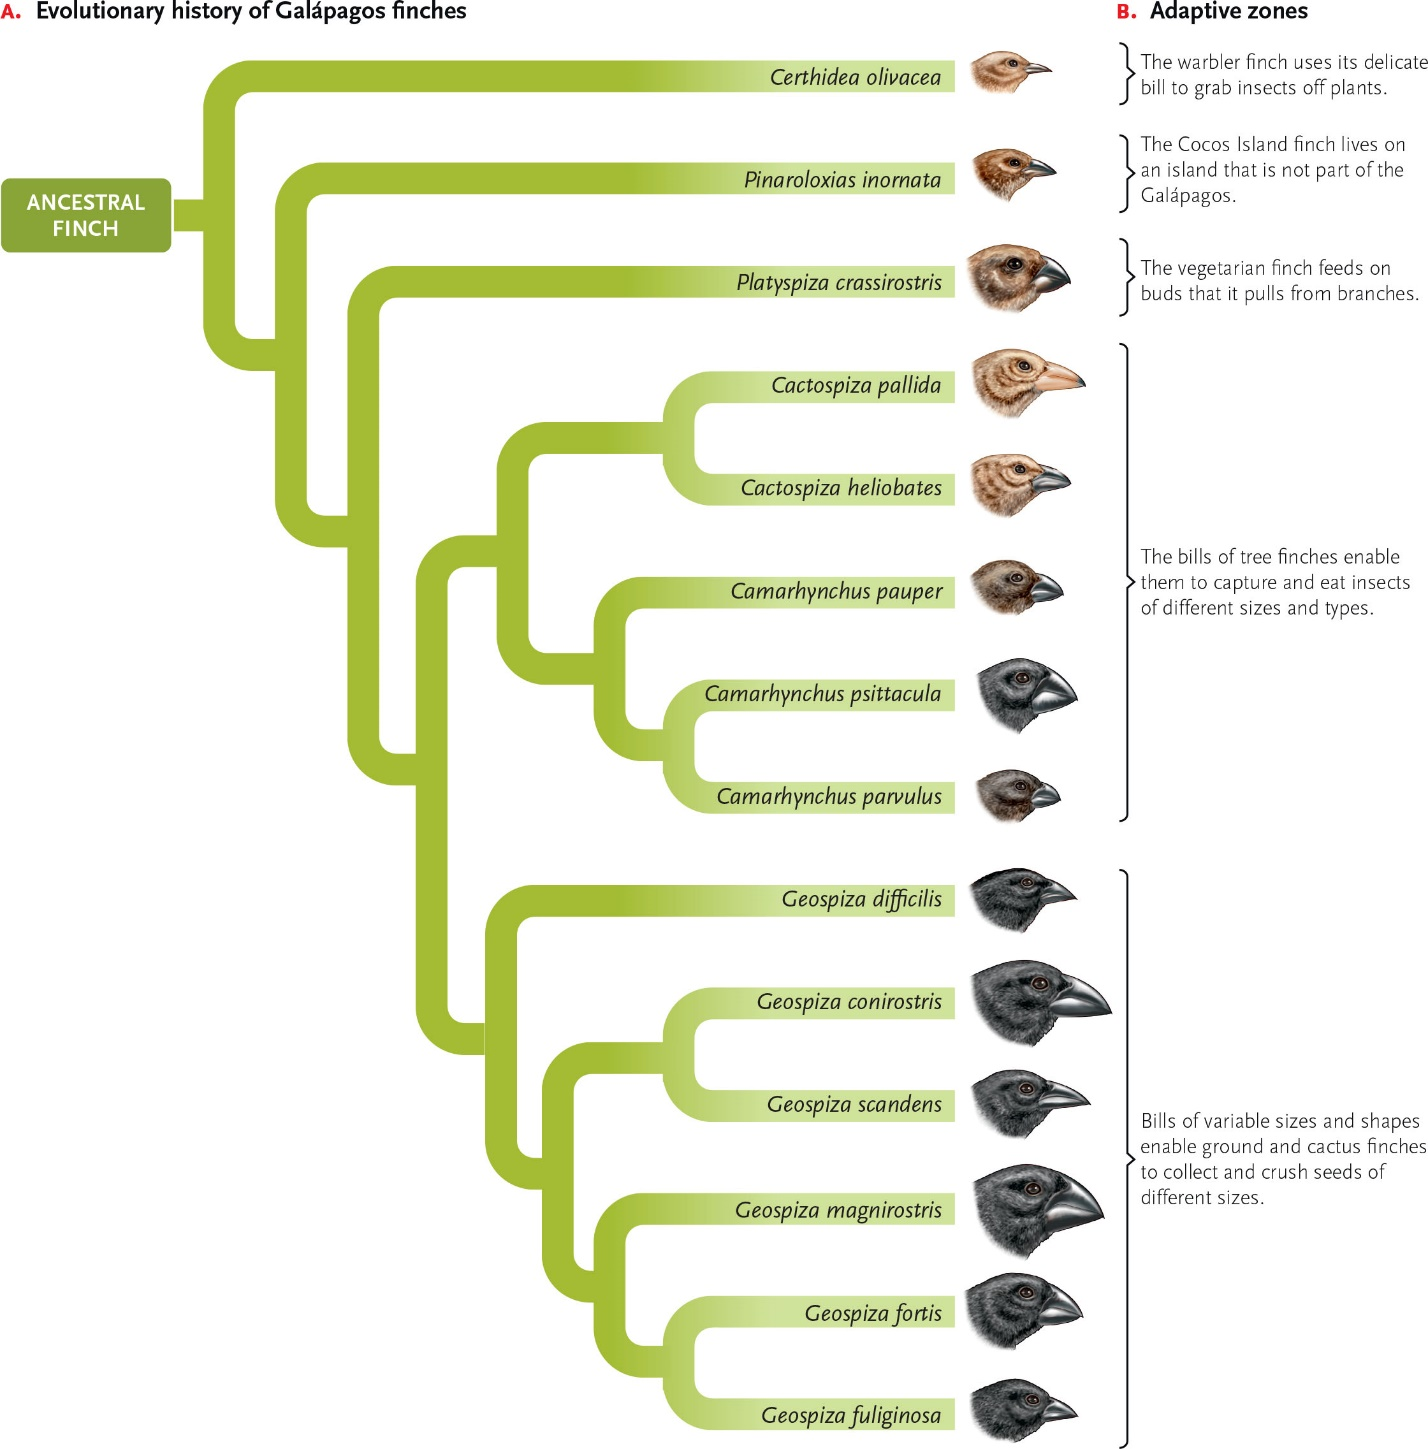 A. Evolutionary history of Galápagos finches
B. Adaptive zones
ANCESTRAL
FINCH
Certhidea olivacea
The warbler finch uses its delicate
bill to grab insects off plants.
Pinaroloxias inornata
The Cocos Island finch lives on
an island that is not part of the
Galápagos.
Platyspiza crassirostris
The vegetarian finch feeds on
buds that it pulls from branches.
Cactospiza pallida
Cactospiza heliobates
Camarhynchus pauper
Camarhynchus psittacula
Camarhynchus parvulus
The bills of tree finches enable
them to capture and eat insects
of different sizes and types.
Geospiza difficilis
Geospiza conirostris
Geospiza scandens
Geospiza magnirostris
Geospiza fortis
Geospiza fuliginosa
Bills of variable sizes and shapes
enable ground and cactus finches
to collect and crush seeds of
different sizes.